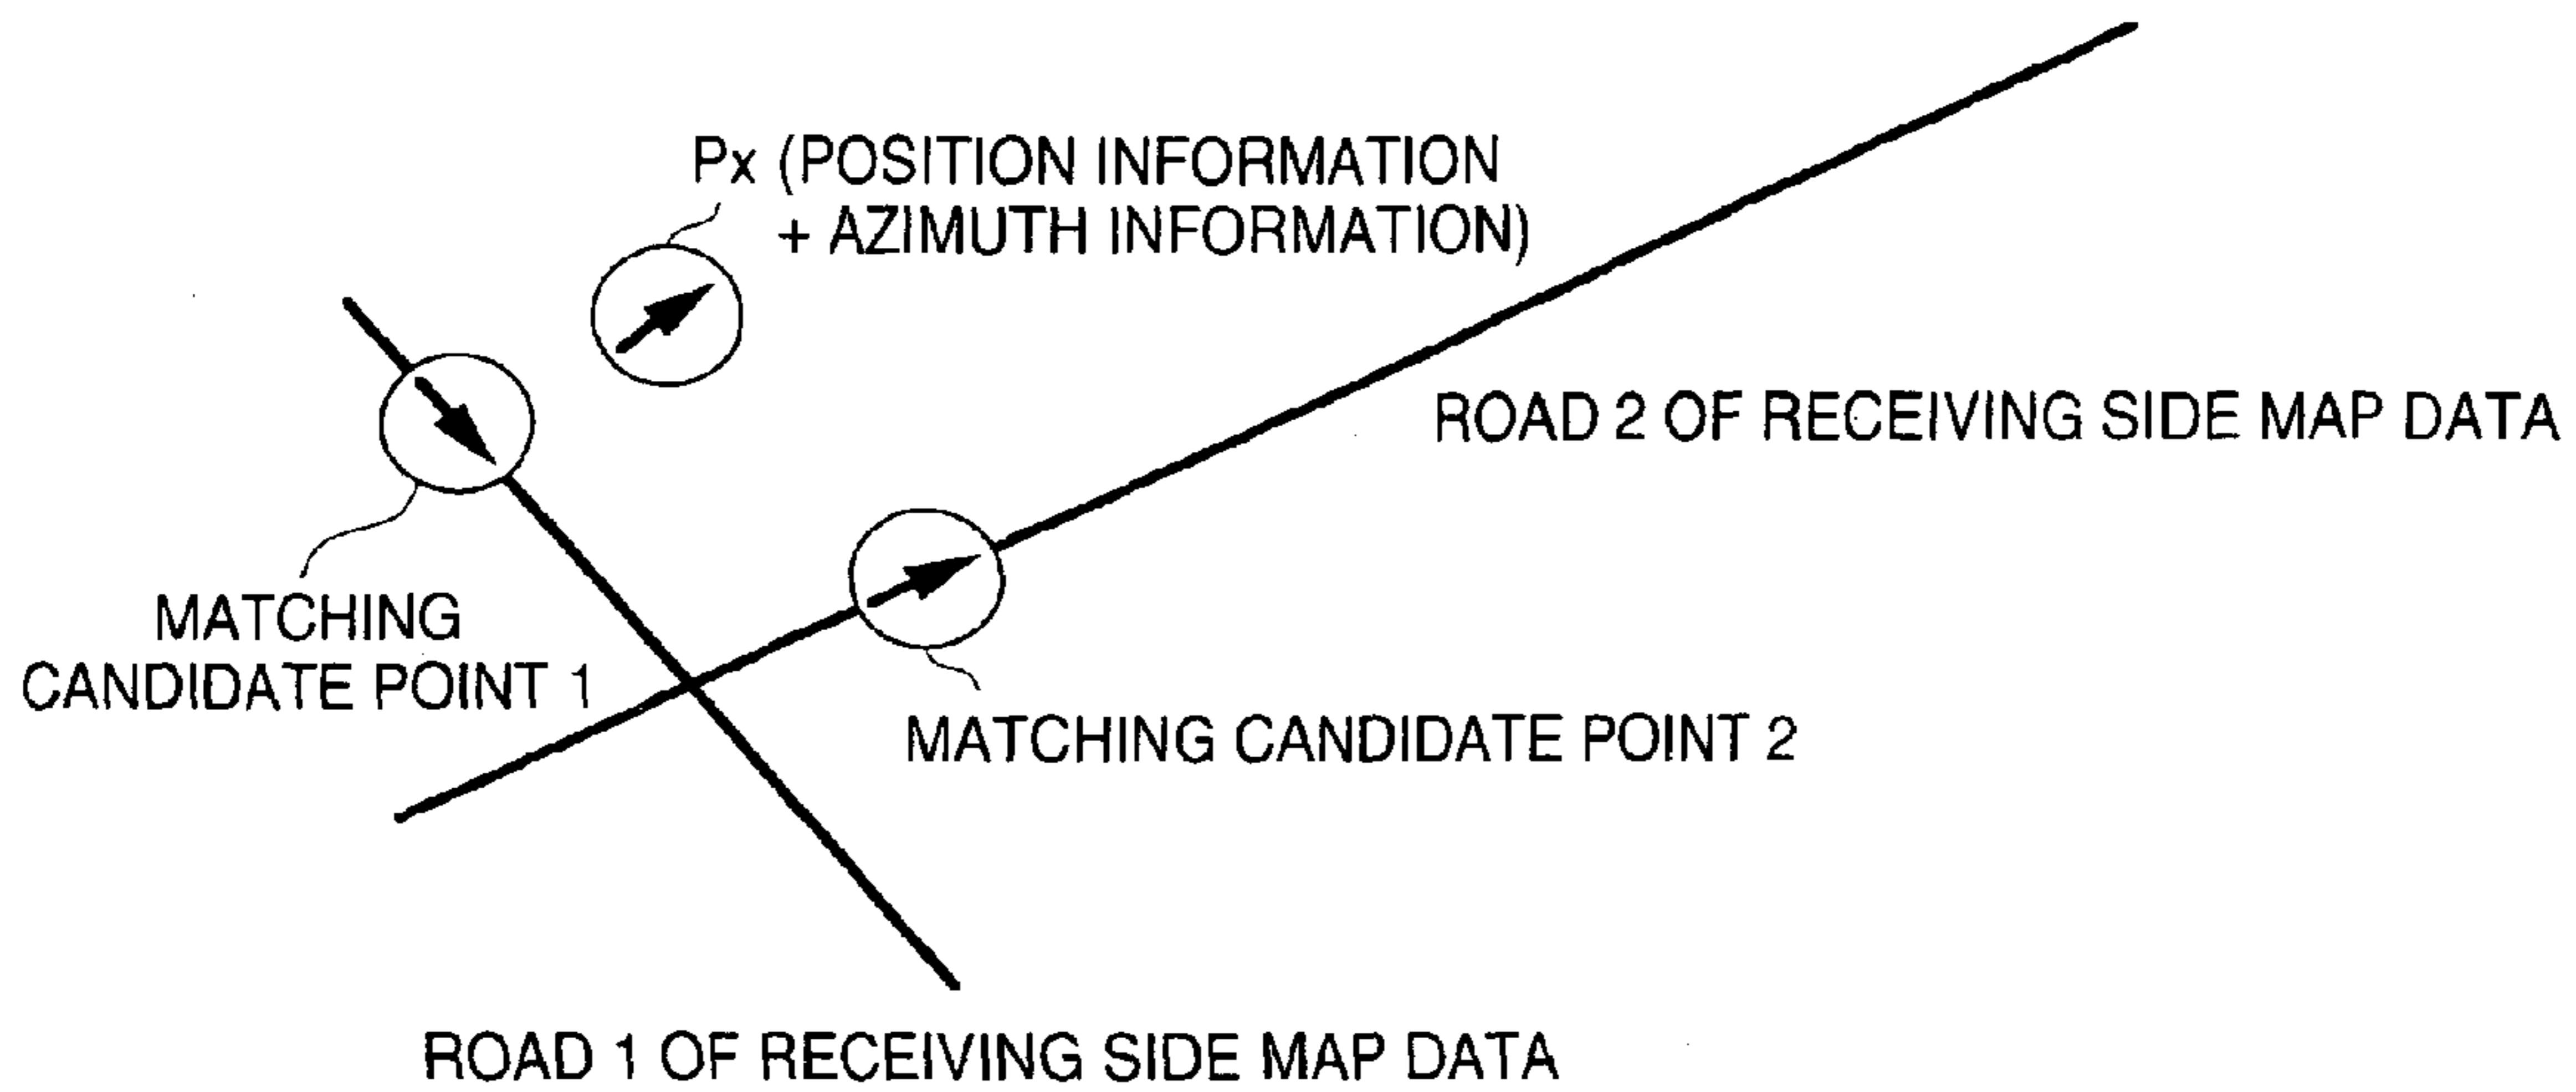 Px (POSITION INFORMATION
+ AZIMUTH INFORMATION)
ROAD 2 OF RECEIVING SIDE MAP DATA
MATCHING
CANDIDATE POINT 1
MATCHING CANDIDATE POINT 2
ROAD 1 OF RECEIVING SIDE MAP DATA